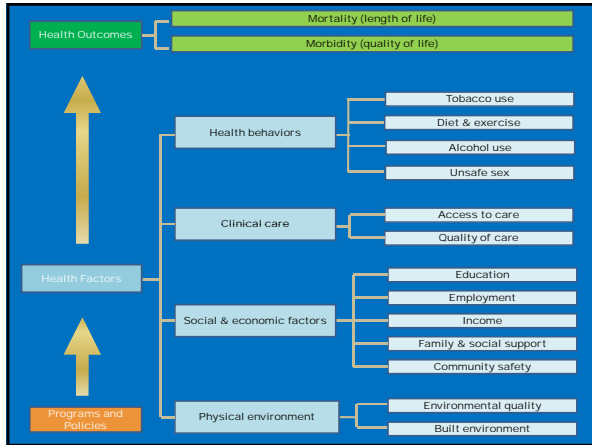 Health Outcomes
Mortality (length of life)
Morbidity (quality of life)
Health behaviors
Tobacco use
Diet & exercise
Alcohol use
Unsafe sex
Clinical care
Access to care
Quality of care
Health Factors
Social & economic factors
Education
Employment
Income
Family & social support
Community safety
Programs and
Policies
Physical environment
Environmental quality
Built environment